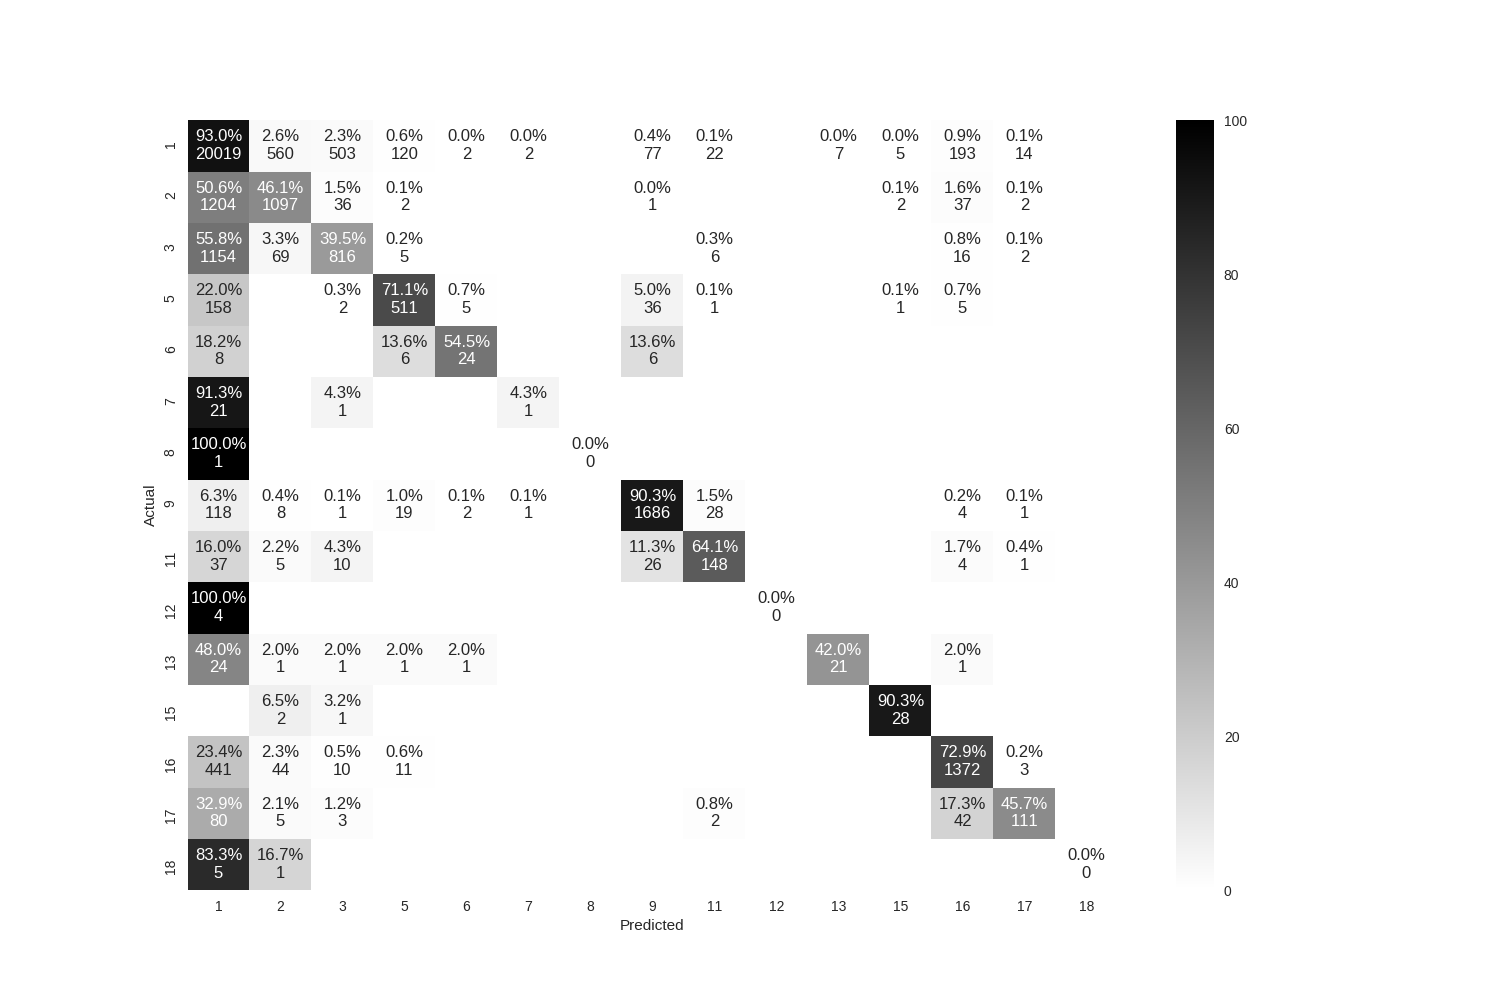 93.0% 2.6% 2.3% 0.6% 0.0% 0.0% 0.4% 0.1% 0.0% 0.0% 0.9% 0.1%
1 20019 560 503 120 2 2 77 22 7 5 193 14
50.6% 46.1% 1.5% 0.1% 0.0% 0.1% 1.6% 0.1%
2 1204 1097 36 2 1 2 37 2
55.8% 3.3% 39.5% 0.2% 0.3% 0.8% 0.1%
3 1154 69 816 5 6 16 2
22.0% 0.3% 71.1% 0.7% 5.0% 0.1% 0.1% 0.7%
5 158 2 511 5 36 1 1 5
18.2% 13.6% 54.5% 13.6%
6 8 6 24 6
91.3% 4.3% 4.3%
7 21 1 1
100.0% 0.0%
8 1 0
6.3% 0.4% 0.1% 1.0% 0.1% 0.1% 90.3% 1.5% 0.2% 0.1%
9 118 8 1 19 2 1 1686 28 4 1
16.0% 2.2% 4.3% 11.3% 64.1% 1.7% 0.4%
11 37 5 10 26 148 4 1
100.0% 0.0%
12 4 0
48.0% 2.0% 2.0% 2.0% 2.0% 42.0% 2.0%
13 24 1 1 1 1 21 1
6.5% 3.2% 90.3%
15 2 1 28
23.4% 2.3% 0.5% 0.6% 72.9% 0.2%
16 441 44 10 11 1372 3
32.9% 2.1% 1.2% 0.8% 17.3% 45.7%
17 80 5 3 2 42 111
83.3% 16.7% 0.0%
18 5 1 0
1 2 3 5 6 7 8 9 11 12 13 15 16 17 18
Predicted
Actual
100
80
60
40
20
0